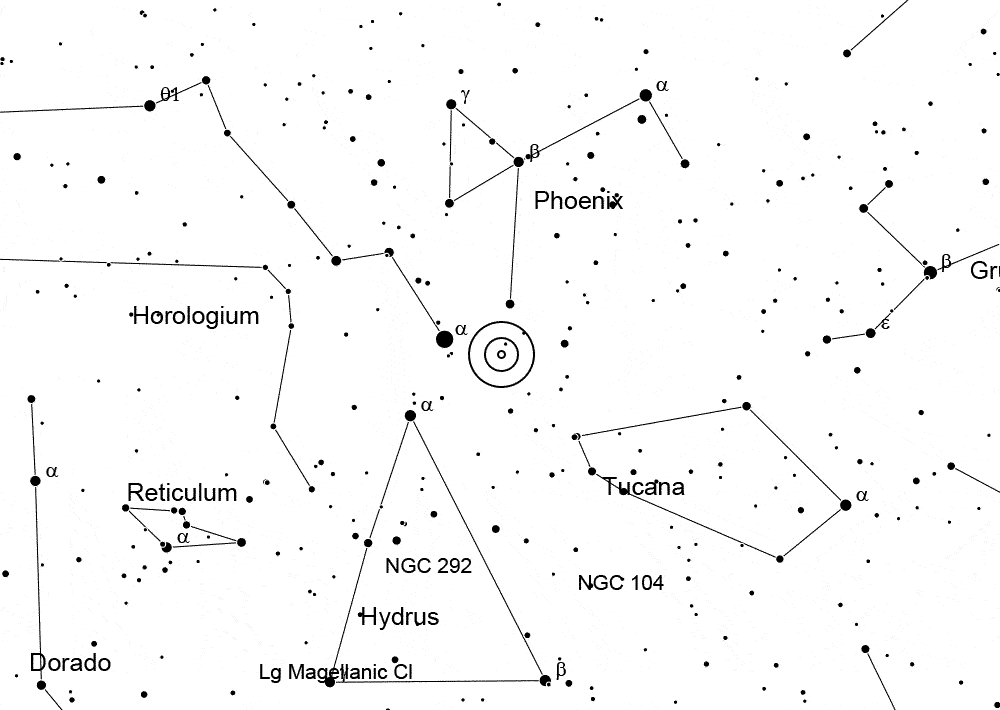 θ1
γ
α
β
Phoenix
β
Gru
Horologium
α
ε
α
α
Reticulum
Tucana
α
α
NGC 292
NGC 104
Hydrus
Dorado
Lg Magellanic Cl
β